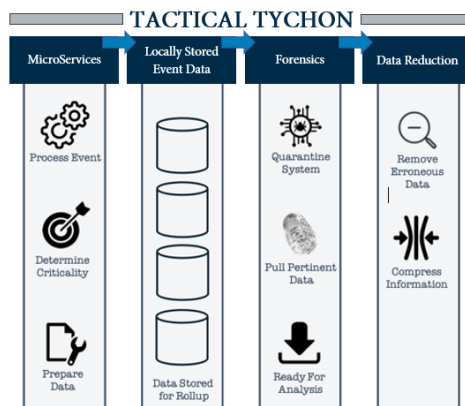 TACTICAL TYCHON
MicroServices
Locally Stored
Event Data
Forensics
Data Reduction
Process Event
Determine
Criticality
Prepare
Data
Data Stored
for Rollup
Quarantine
System
Pull Pertinent
Data
Ready For
Analysis
Remove
Erroneous
Data
Compress
Information